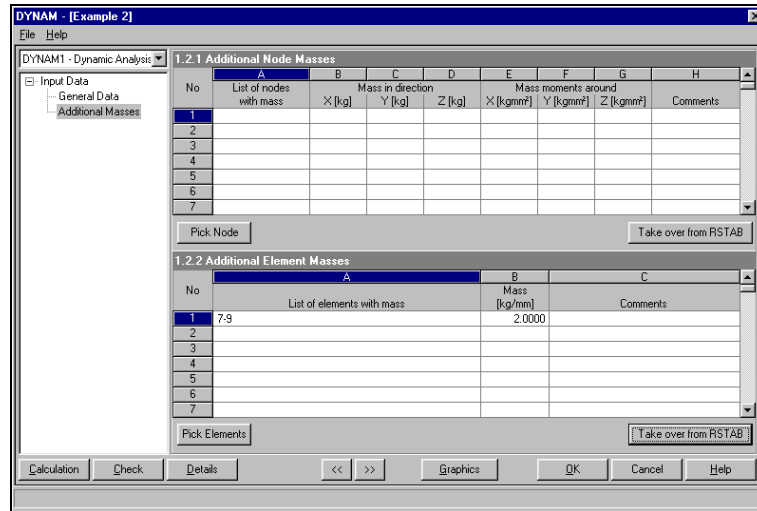 DYNAM - [Example 2]
File Help
DYNAM1 - Dynamic Analysis
Input Data
General Data
Additional Masses
1.2.1 Additional Node Masses
A B C D E F G H
No List of nodes with mass Mass in direction Mass moments around
X [kg] Y [kg] Z [kg] X [kgmm²] Y [kgmm²] Z [kgmm²] Comments
1
2
3
4
5
6
7
Pick Node Take over from RSTAB
1.2.2 Additional Element Masses
A B C
No List of elements with mass Mass [kg/mm] Comments
1 7-9 2.0000
2
3
4
5
6
7
Pick Elements Take over from RSTAB
Calculation Check Details << >> Graphics OK Cancel Help